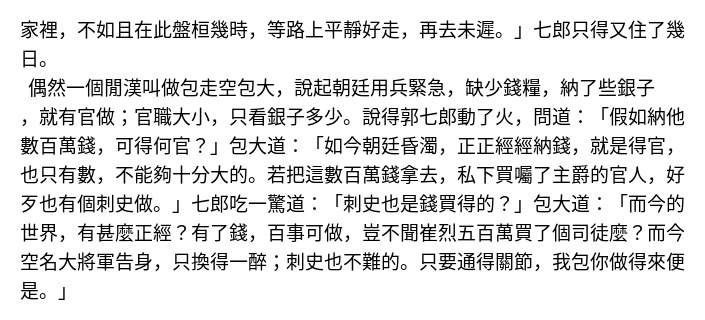 家裡，不如且在此盤桓幾時，等路上平靜好走，再去未遲。」七郎只得又住了幾
日。
偶然一個閒漢叫做包走空包大，說起朝廷用兵緊急，缺少錢糧，納了些銀子
，就有官做；官職大小，只看銀子多少。說得郭七郎動了火，問道：「假如納他
數百萬錢，可得何官？」包大道：「如今朝廷昏濁，正正經經納錢，就是得官，
也只有數，不能夠十分大的。若把這數百萬錢拿去，私下買囑了主爵的官人，好
歹也有個刺史做。」七郎吃一驚道：「刺史也是錢買得的？」包大道：「而今的
世界，有甚麼正經？有了錢，百事可做，豈不聞崔烈五百萬買了個司徒麼？而今
空名大將軍告身，只換得一醉；刺史也不難的。只要通得關節，我包你做得來便
是。」